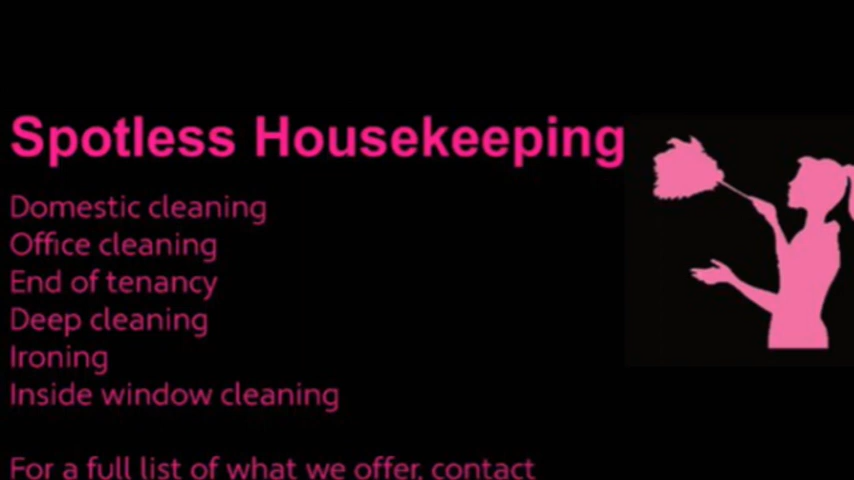 Spotless Housekeeping
Domestic cleaning
Office cleaning
End of tenancy
Deep cleaning
Ironing
Inside window cleaning
For a full list of what we offer, contact